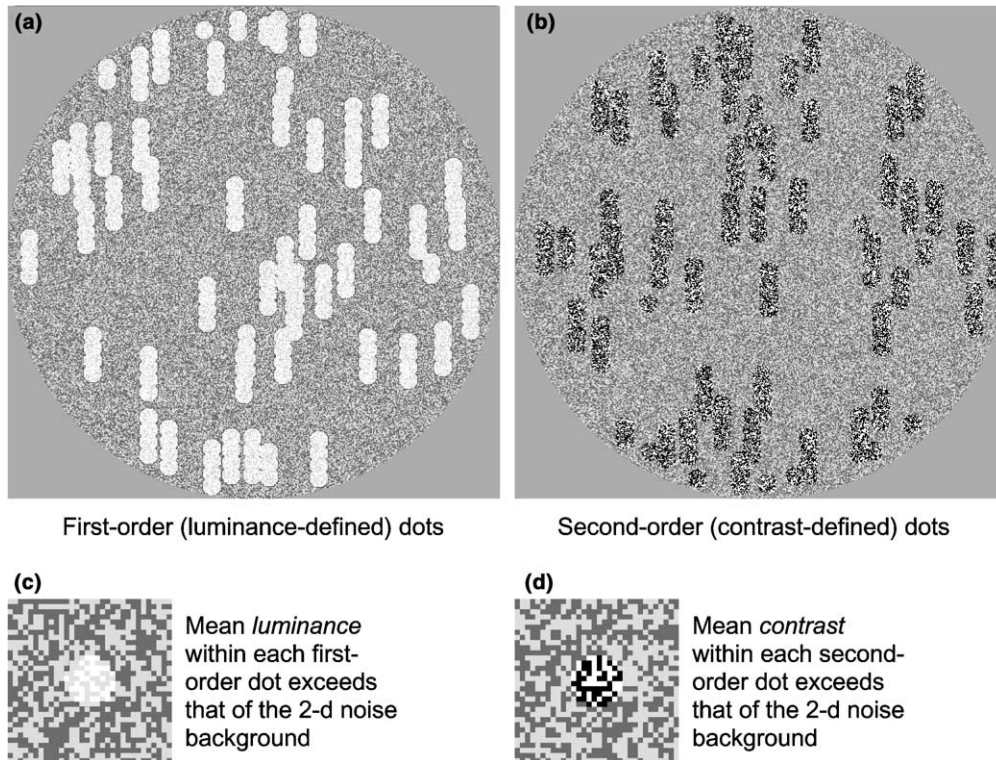 (a)
(b)
First-order (luminance-defined) dots
Second-order (contrast-defined) dots
(c)
Mean luminance
within each first-
order dot exceeds
that of the 2-d noise
background
(d)
Mean contrast
within each second-
order dot exceeds
that of the 2-d noise
background